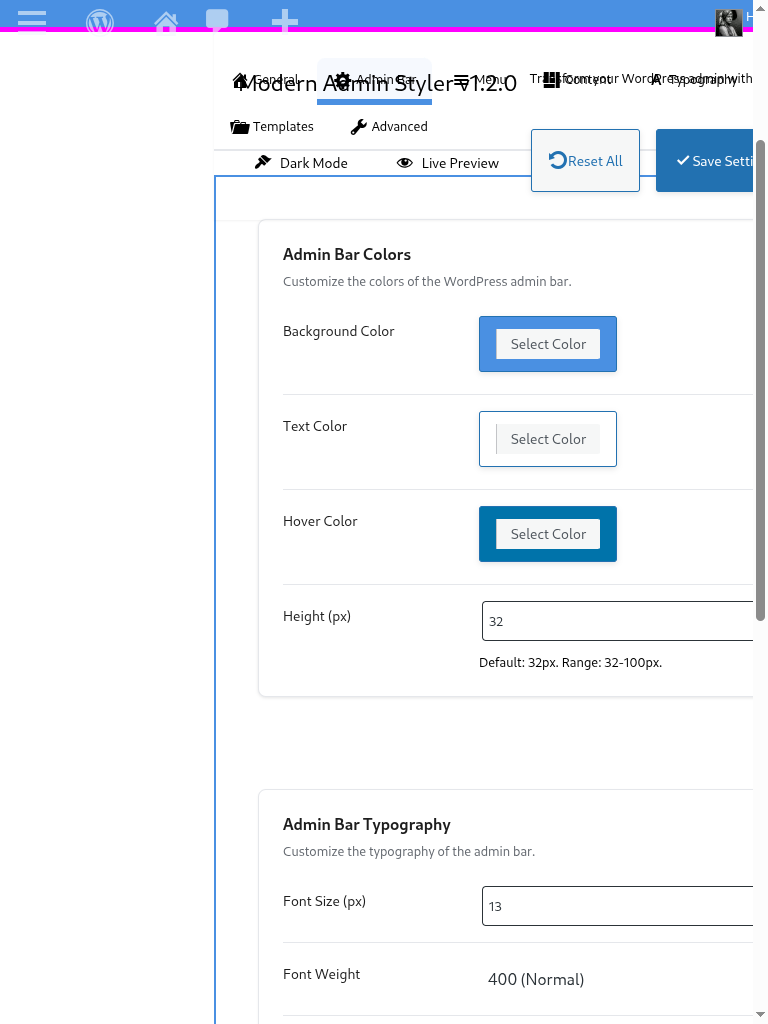 H
Modern Admin Styler v1.2.0
Transform your WordPress admin with
General
Admin Bar
Menu
Content
Typography
Templates
Advanced
Dark Mode
Live Preview
Reset All
Save Setti
Admin Bar Colors
Customize the colors of the WordPress admin bar.
Background Color
Select Color
Text Color
Select Color
Hover Color
Select Color
Height (px)
32
Default: 32px. Range: 32-100px.
Admin Bar Typography
Customize the typography of the admin bar.
Font Size (px)
13
Font Weight
400 (Normal)